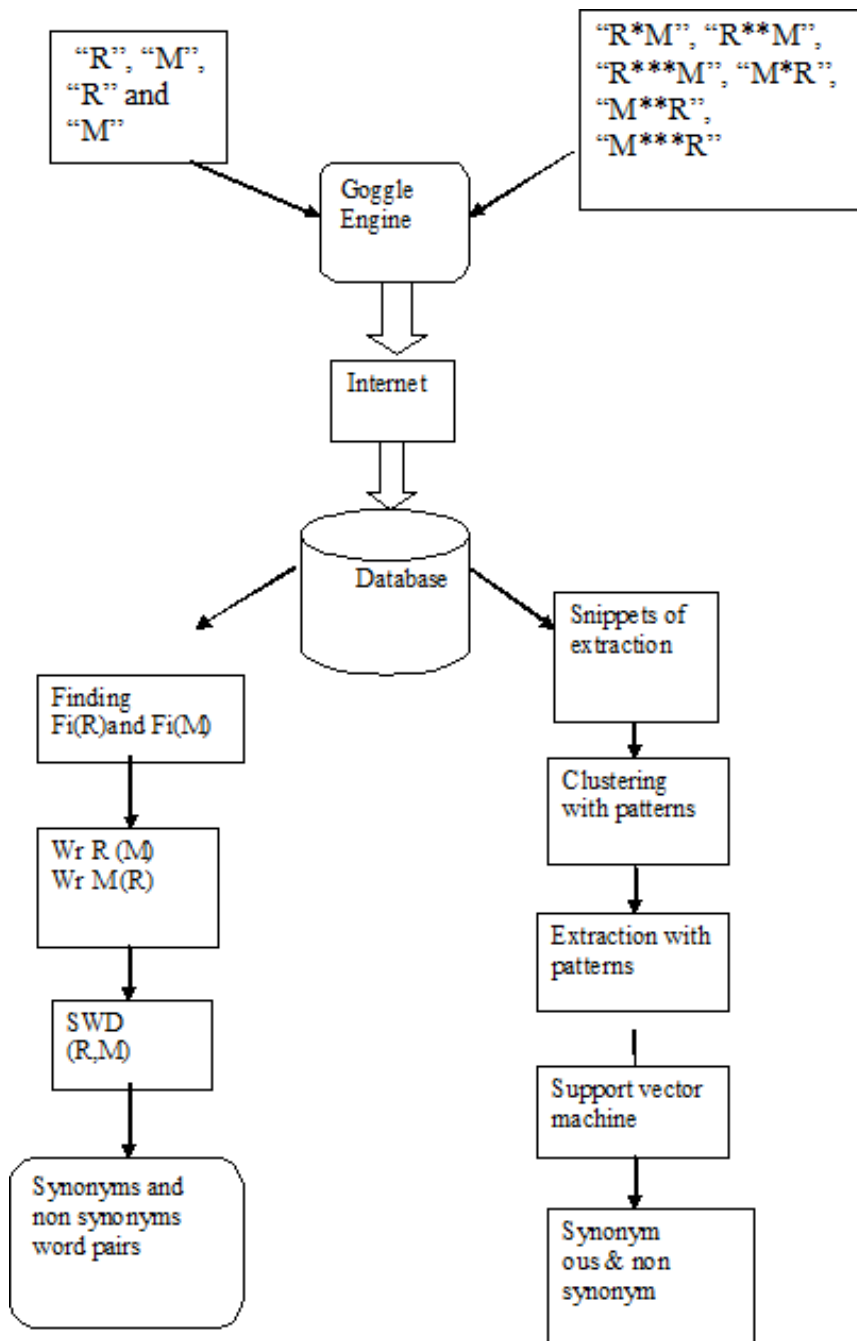 “R”, “M”,
“R” and
“M”
“R*M”, “R**M”,
“R***M”, “M*R”,
“M**R”,
“M***R”
Goggle
Engine
Internet
Database
Finding
Fi(R)and Fi(M)
Wr R (M)
Wr M(R)
SWD
(R,M)
Synonyms and
non synonyms
word pairs
Snippets of
extraction
Clustering
with patterns
Extraction with
patterns
Support vector
machine
Synonym
ous & non
synonym